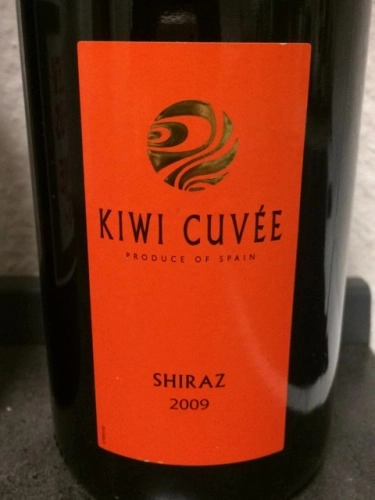 KIWI CUVÉE
PRODUCE OF SPAIN
SHIRAZ
2009